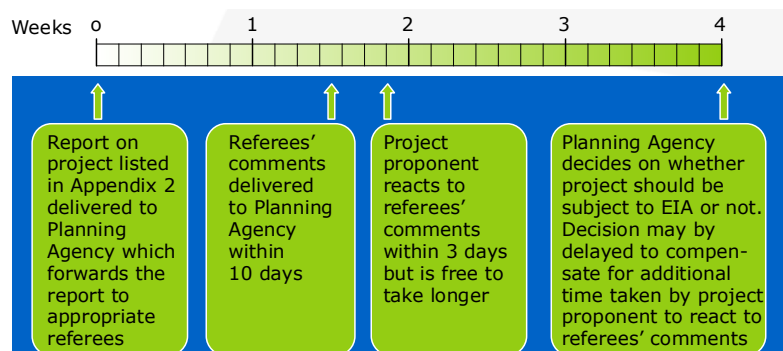 Weeks o 1 2 3 4
Report on
project listed
in Appendix 2
delivered to
Planning
Agency which
forwards the
report to
appropriate
referees
Referees’
comments
delivered
to Planning
Agency
within
10 days
Project
proponent
reacts to
referees’
comments
within 3 days
but is free to
take longer
Planning Agency
decides on whether
project should be
subject to EIA or not.
Decision may by
delayed to compen-
sate for additional
time taken by project
proponent to react to
referees’ comments